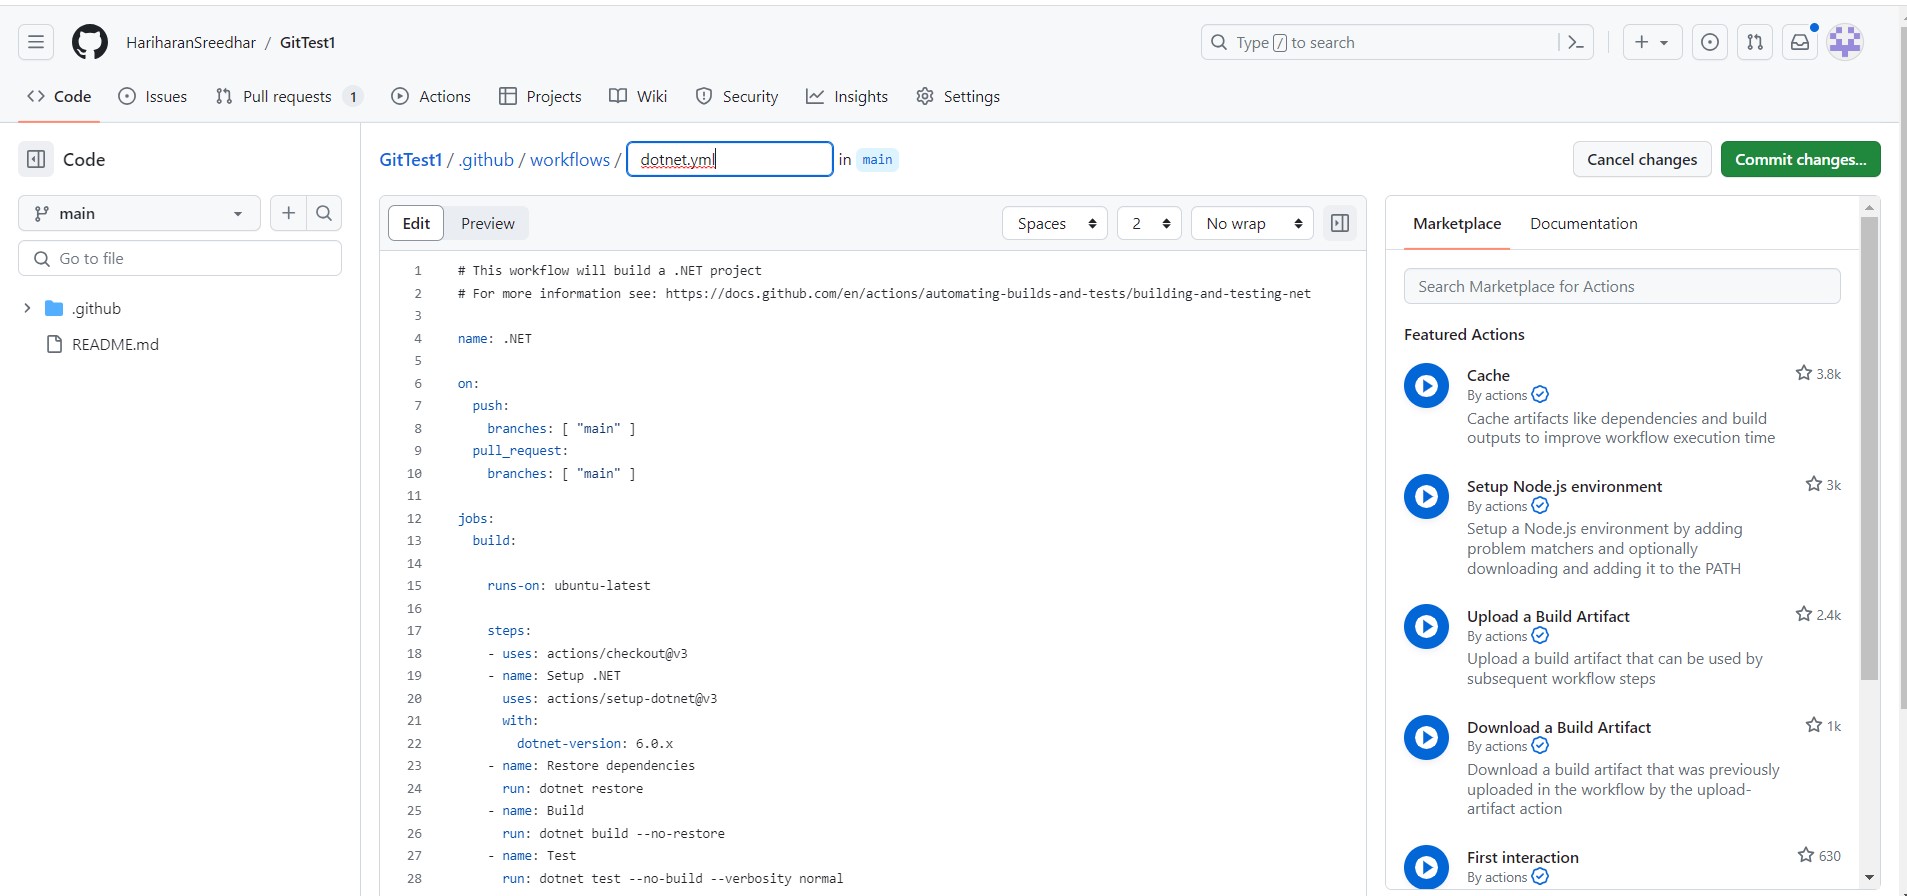 HariharanSreedhar / GitTest1
Type / to search
Code
Issues
Pull requests 1
Actions
Projects
Wiki
Security
Insights
Settings
Code
main
Go to file
.github
README.md
GitTest1 / .github / workflows / dotnet.yml in main
Cancel changes
Commit changes...
Edit
Preview
Spaces
2
No wrap
1 # This workflow will build a .NET project
2 # For more information see: https://docs.github.com/en/actions/automating-builds-and-tests/building-and-testing-net
3
4 name: .NET
5
6 on:
7 push:
8 branches: [ "main" ]
9 pull_request:
10 branches: [ "main" ]
11
12 jobs:
13 build:
14
15 runs-on: ubuntu-latest
16
17 steps:
18 - uses: actions/checkout@v3
19 - name: Setup .NET
20 uses: actions/setup-dotnet@v3
21 with:
22 dotnet-version: 6.0.x
23 - name: Restore dependencies
24 run: dotnet restore
25 - name: Build
26 run: dotnet build --no-restore
27 - name: Test
28 run: dotnet test --no-build --verbosity normal
Marketplace
Documentation
Search Marketplace for Actions
Featured Actions
Cache 3.8k
By actions
Cache artifacts like dependencies and build
outputs to improve workflow execution time
Setup Node.js environment 3k
By actions
Setup a Node.js environment by adding
problem matchers and optionally
downloading and adding it to the PATH
Upload a Build Artifact 2.4k
By actions
Upload a build artifact that can be used by
subsequent workflow steps
Download a Build Artifact 1k
By actions
Download a build artifact that was previously
uploaded in the workflow by the upload-
artifact action
First interaction 630
By actions